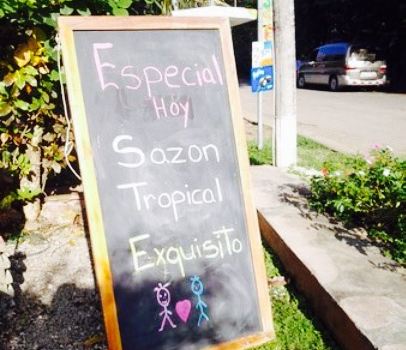 Especial
Hoy
Sazon
Tropical
Exquisito